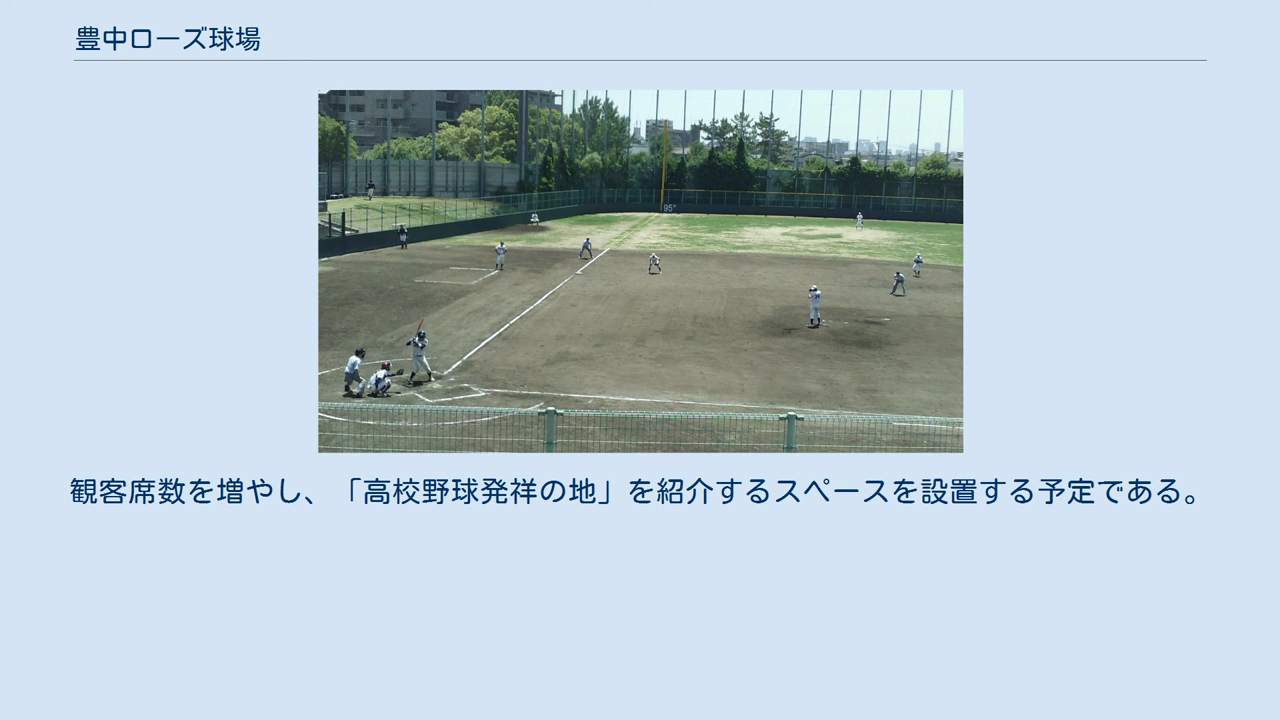 豊中ローズ球場
95
観客席数を増やし、「高校野球発祥の地」を紹介するスペースを設置する予定である。